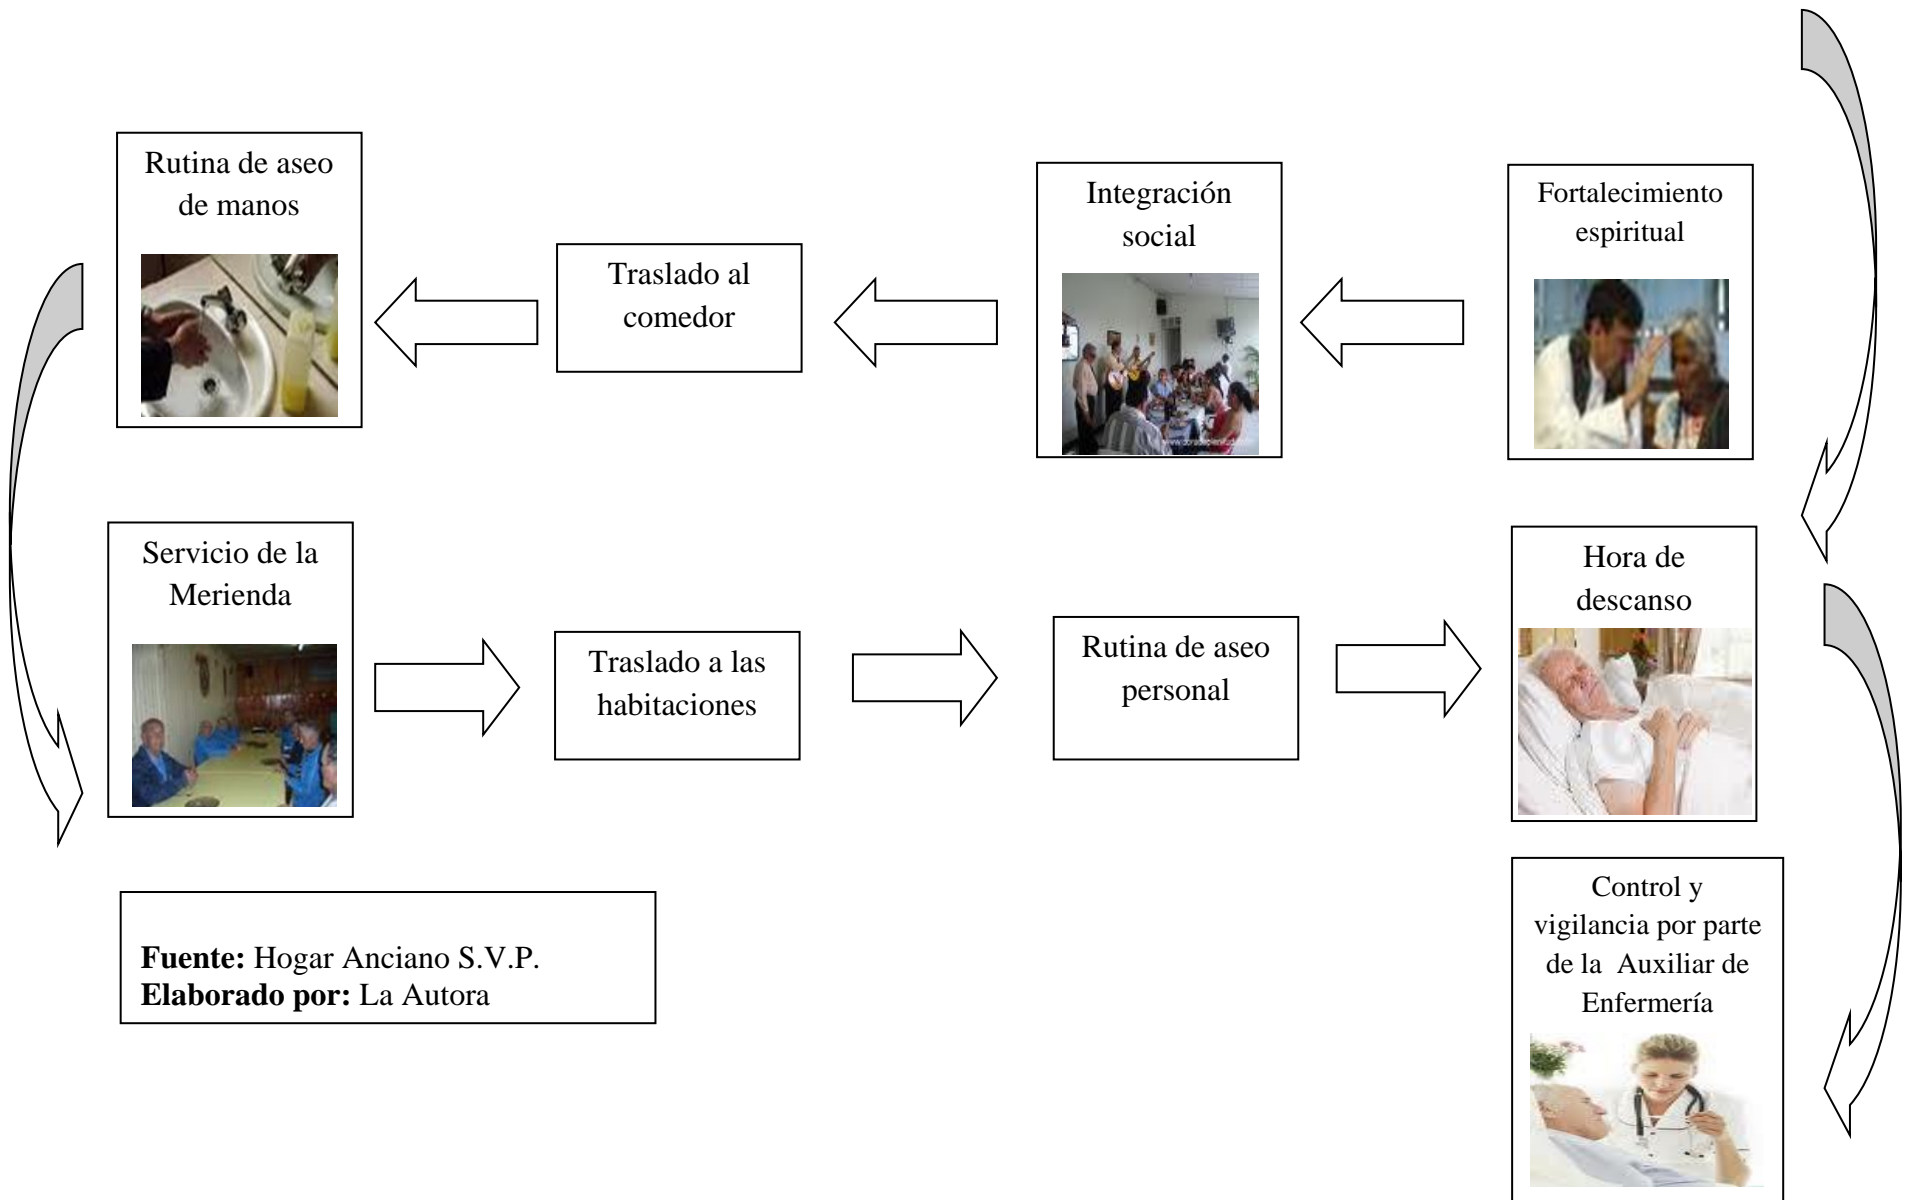 Rutina de aseo
de manos
Traslado al
comedor
Integración
social
Fortalecimiento
espiritual
Servicio de la
Merienda
Traslado a las
habitaciones
Rutina de aseo
personal
Hora de
descanso
Control y
vigilancia por parte
de la Auxiliar de
Enfermería
Fuente: Hogar Anciano S.V.P.
Elaborado por: La Autora